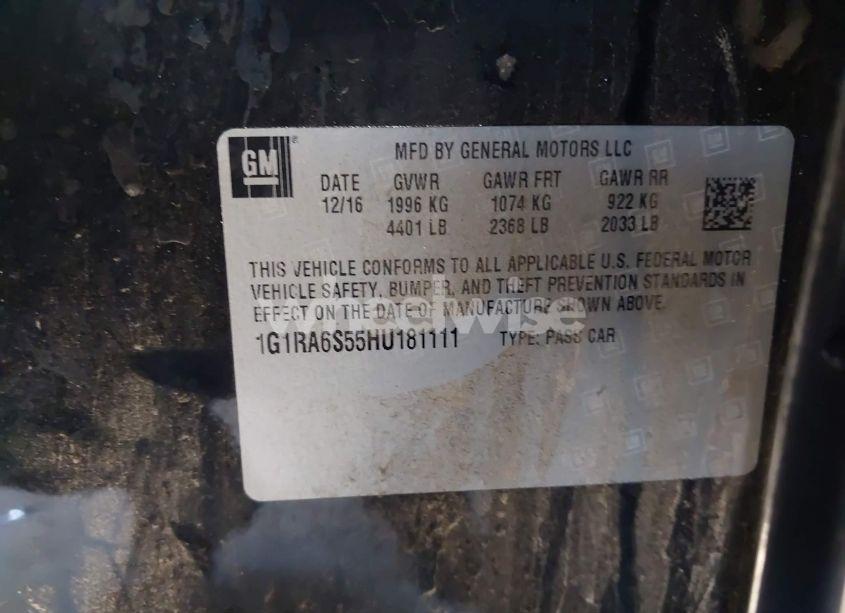 GM
MFD BY GENERAL MOTORS LLC
DATE GVWR GAWR FRT GAWR RR
12/16 1996 KG 1074 KG 922 KG
4401 LB 2368 LB 2033 LB
THIS VEHICLE CONFORMS TO ALL APPLICABLE U.S. FEDERAL MOTOR
VEHICLE SAFETY, BUMPER, AND THEFT PREVENTION STANDARDS IN
EFFECT ON THE DATE OF MANUFACTURE SHOWN ABOVE.
wheelwise
1G1RA6S55HU181111 TYPE: PASS CAR